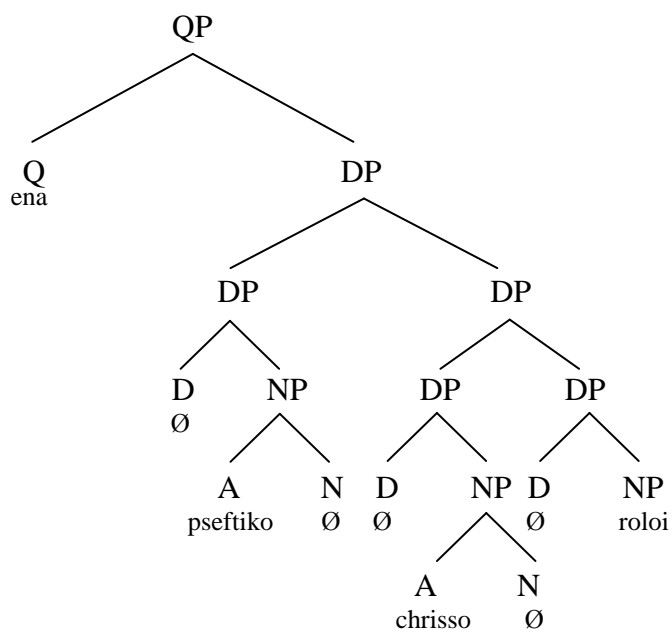 QP
Q DP
ena
DP DP
D NP DP DP
Ø
A N D NP D NP
pseftiko Ø Ø Ø roloi
A N
chrisso Ø